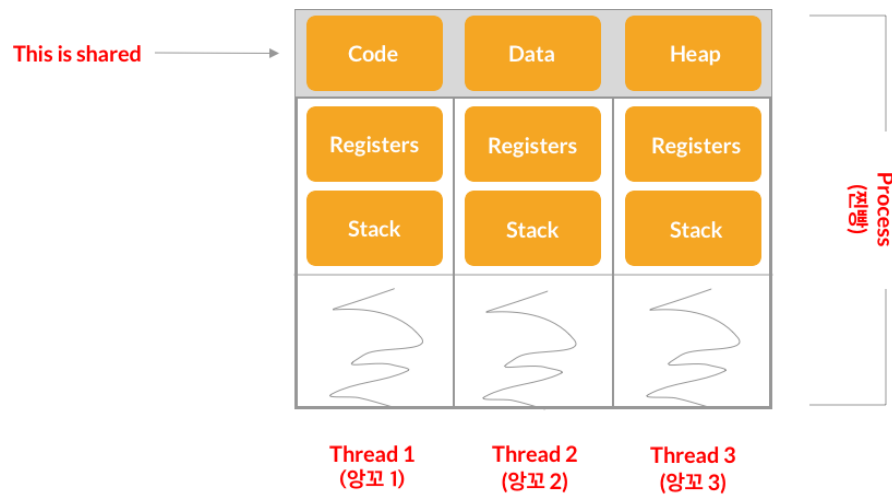 This is shared
Code
Data
Heap
Registers
Registers
Registers
Stack
Stack
Stack
Process
(찐빵)
Thread 1
(앙꼬 1)
Thread 2
(앙꼬 2)
Thread 3
(앙꼬 3)